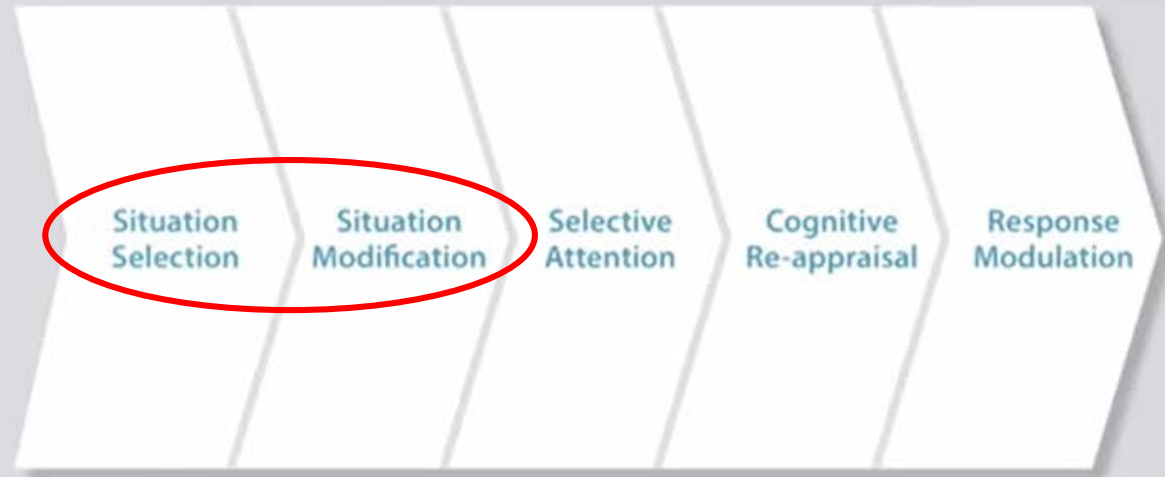 Situation
Selection
Situation
Modification
Selective
Attention
Cognitive
Re-appraisal
Response
Modulation